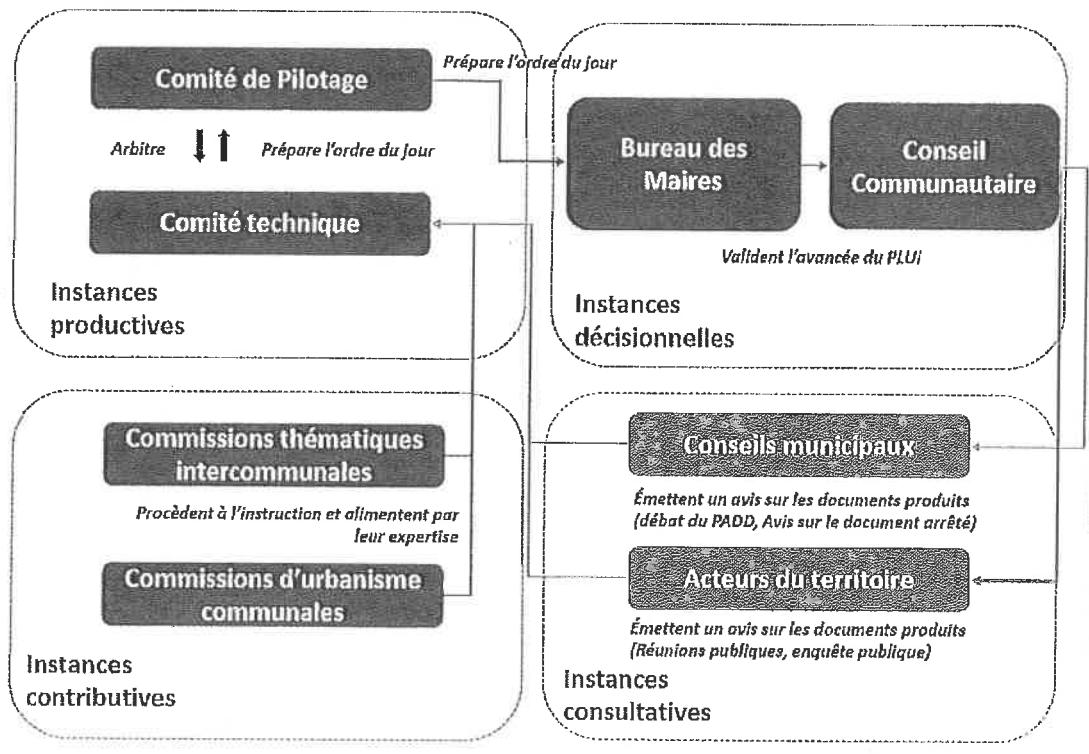 Comité de Pilotage
Arbitre
Prépare l'ordre du jour
Comité technique
Instances
productives
Prépare l'ordre du jour
Bureau des
Maires
Conseil
Communautaire
Valident l'avancée du PLUi
Instances
décisionnelles
Commissions thématiques
intercommunales
Procèdent à l'instruction et alimentent par
leur expertise
Commissions d'urbanisme
communales
Instances
contributives
Conseils municipaux
Émettent un avis sur les documents produits
(débat du PADD, Avis sur le document arrêté)
Acteurs du territoire
Émettent un avis sur les documents produits
(Réunions publiques, enquête publique)
Instances
consultatives